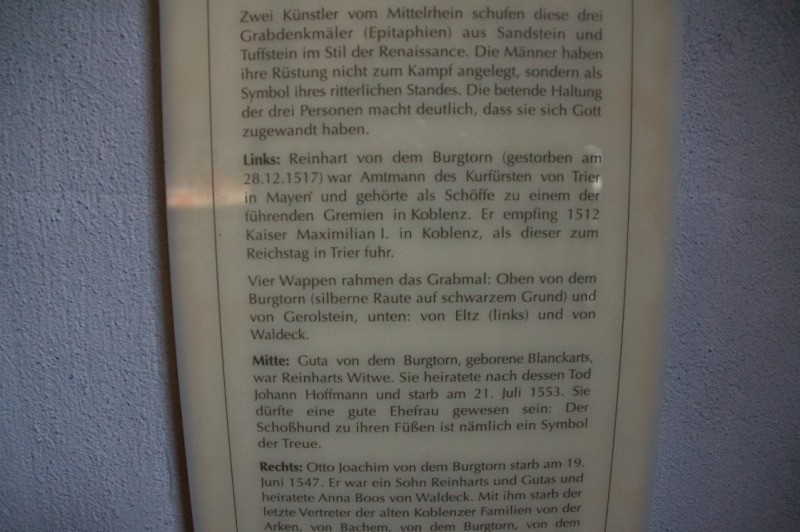 Zwei Künstler vom Mittelrhein schufen diese drei
Grabdenkmäler (Epitaphien) aus Sandstein und
Tuffstein im Stil der Renaissance. Die Männer haben
ihre Rüstung nicht zum Kampf angelegt, sondern als
Symbol ihres ritterlichen Standes. Die betende Haltung
der drei Personen macht deutlich, dass sie sich Gott
zugewandt haben.
Links: Reinhart von dem Burgtorn (gestorben am
28.12.1517) war Amtmann des Kurfürsten von Trier
in Mayen und gehörte als Schöffe zu einem der
führenden Gremien in Koblenz. Er empfing 1512
Kaiser Maximilian I. in Koblenz, als dieser zum
Reichstag in Trier fuhr.
Vier Wappen rahmen das Grabmal: Oben von dem
Burgtorn (silberne Raute auf schwarzem Grund) und
von Gerolstein, unten: von Eltz (links) und von
Waldeck.
Mitte: Guta von dem Burgtorn, geborene Blanckarts,
war Reinharts Witwe. Sie heiratete nach dessen Tod
Johann Hoffmann und starb am 21. Juli 1553. Sie
dürfte eine gute Ehefrau gewesen sein: Der
Schoßhund zu ihren Füßen ist nämlich ein Symbol
der Treue.
Rechts: Otto Joachim von dem Burgtorn starb am 19.
Juni 1547. Er war ein Sohn Reinharts und Gutas und
heiratete Anna Boos von Waldeck. Mit ihm starb der
letzte Vertreter der alten Koblenzer Familien von der
Arken, von Bachem, von dem Burgtorn, von dem